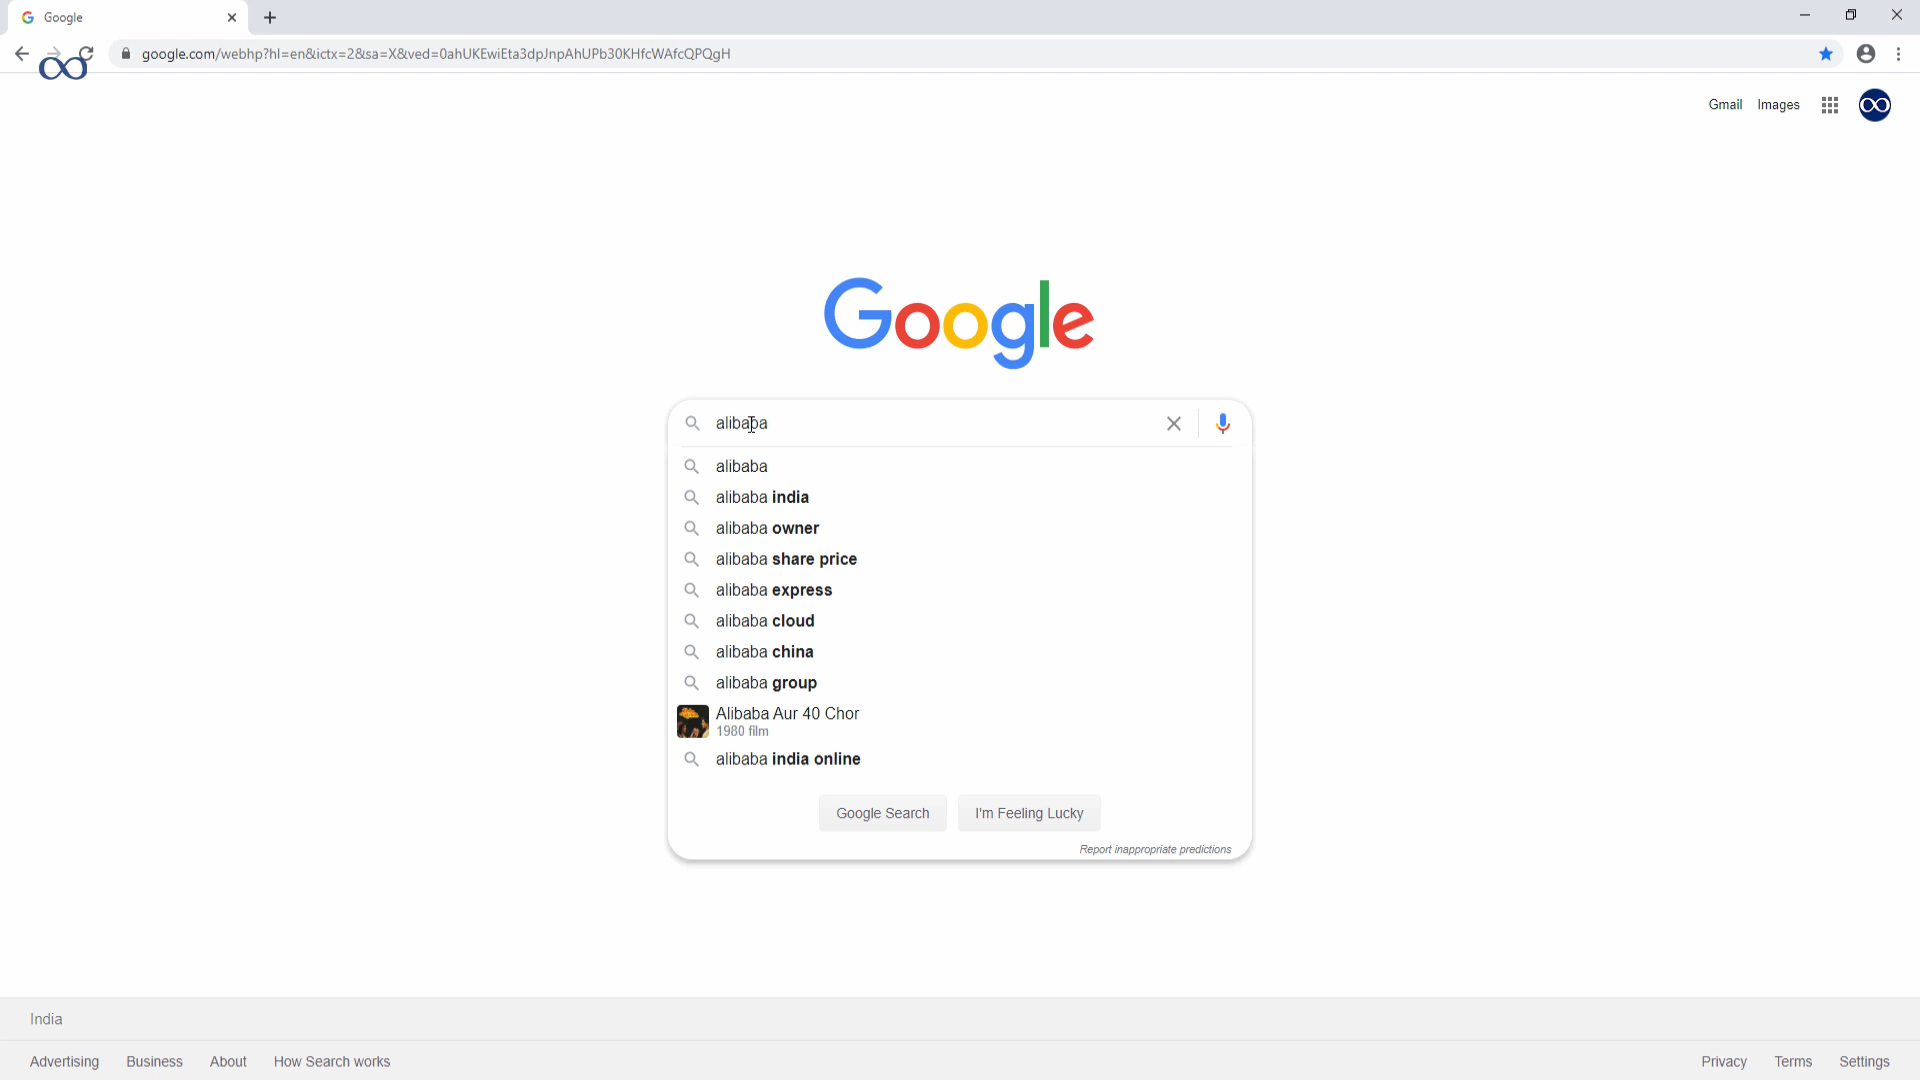 Google
google.com/webhp?hl=en&ictx=2&sa=X&ved=0ahUKEwiEta3dpJnpAhUPb30KHfcWAfcQPQgH
Gmail Images
Google
alibaba
alibaba
alibaba india
alibaba owner
alibaba share price
alibaba express
alibaba cloud
alibaba china
alibaba group
Alibaba Aur 40 Chor
1980 film
alibaba india online
Google Search I'm Feeling Lucky
Report inappropriate predictions
India
Advertising Business About How Search works Privacy Terms Settings